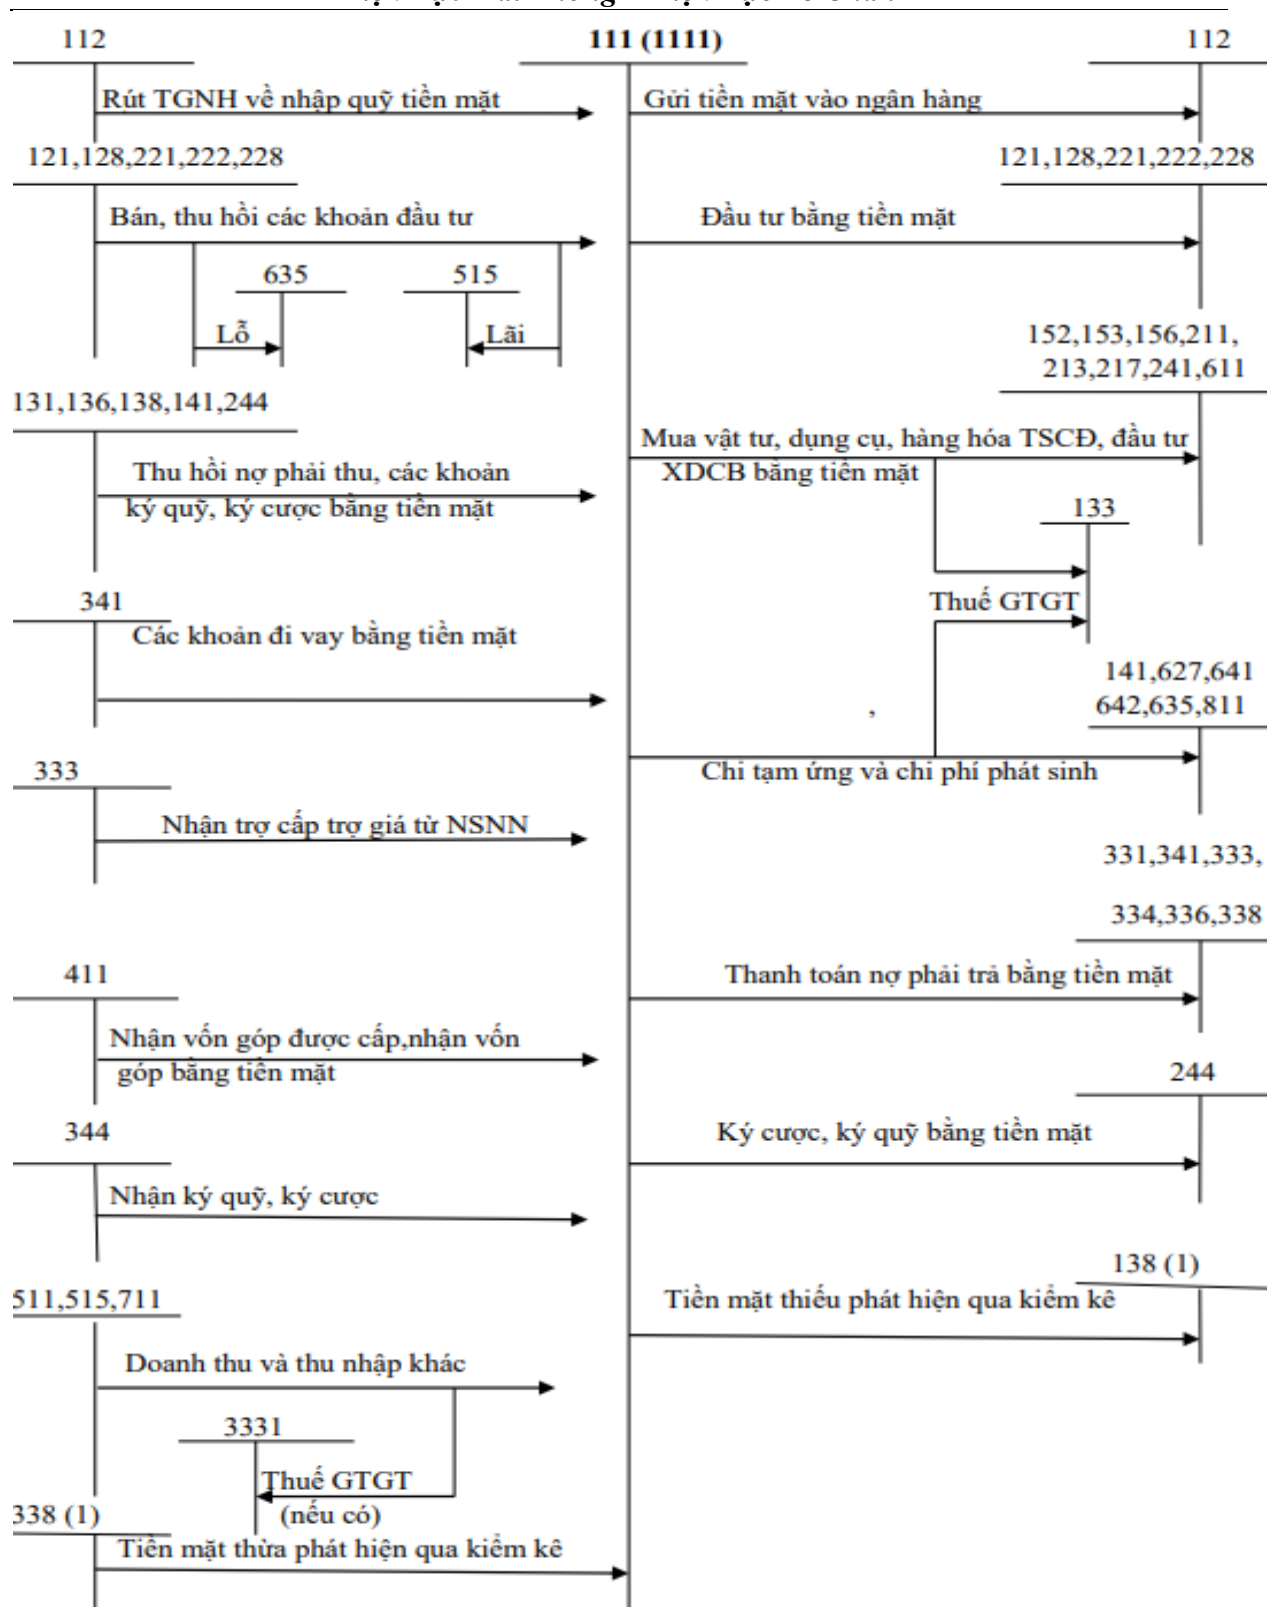 112
111 (1111)
112
Rút TGNH về nhập quỹ tiền mặt
Gửi tiền mặt vào ngân hàng
121,128,221,222,228
121,128,221,222,228
Bán, thu hồi các khoản đầu tư
Đầu tư bằng tiền mặt
635
515
Lỗ
Lãi
152,153,156,211,
213,217,241,611
131,136,138,141,244
Mua vật tư, dụng cụ, hàng hóa TSCĐ, đầu tư
XDCB bằng tiền mặt
Thu hồi nợ phải thu, các khoản
ký quỹ, ký cược bằng tiền mặt
133
Thuế GTGT
341
Các khoản đi vay bằng tiền mặt
141,627,641
642,635,811
,
Chi tạm ứng và chi phí phát sinh
333
Nhận trợ cấp trợ giá từ NSNN
331,341,333,
334,336,338
Thanh toán nợ phải trả bằng tiền mặt
411
Nhận vốn góp được cấp,nhận vốn
góp bằng tiền mặt
244
Ký cược, ký quỹ bằng tiền mặt
344
Nhận ký quỹ, ký cược
138 (1)
Tiền mặt thiếu phát hiện qua kiểm kê
511,515,711
Doanh thu và thu nhập khác
3331
Thuế GTGT
(nếu có)
338 (1)
Tiền mặt thừa phát hiện qua kiểm kê